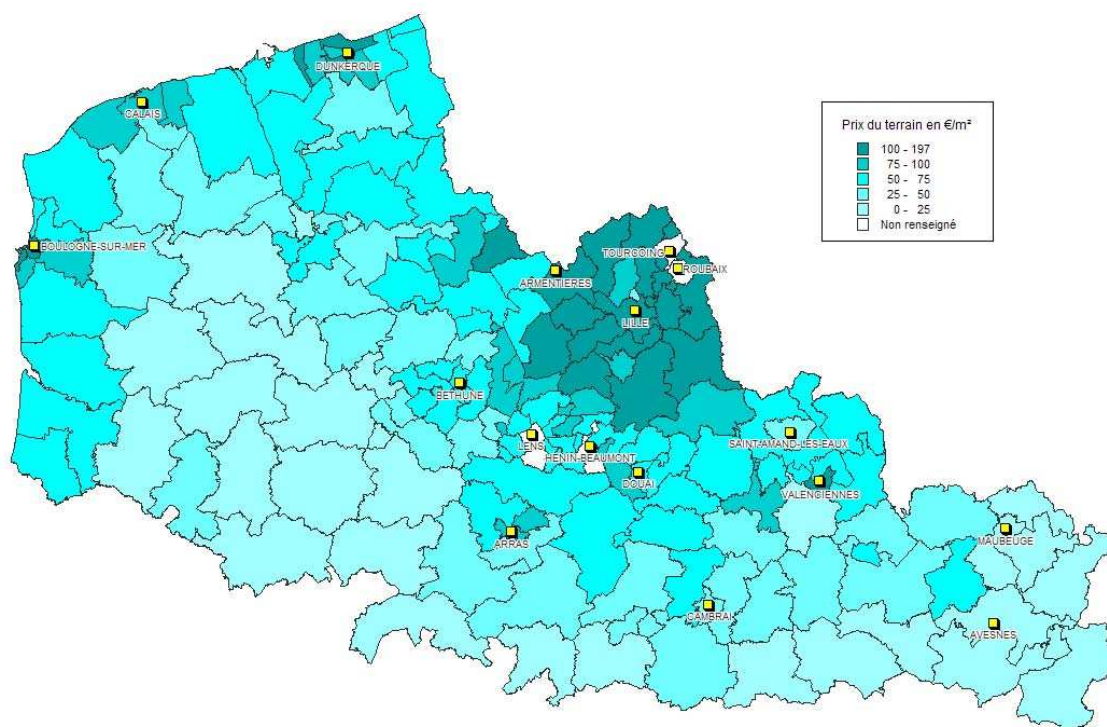 DUNKERQUE
CALAIS
Prix du terrain en €/m²
100 - 197
75 - 100
50 - 75
25 - 50
0 - 25
Non renseigné
BOULOGNE-SUR-MER
TOURCOING
ROUBAIX
ARMENTIERES
LILLE
BETHUNE
LENS
HENIN-BEAUMONT
SAINT-AMAND-LES-EAUX
DOUAI
VALENCIENNES
ARRAS
MAUBEUGE
CAMBRAI
AVESNES